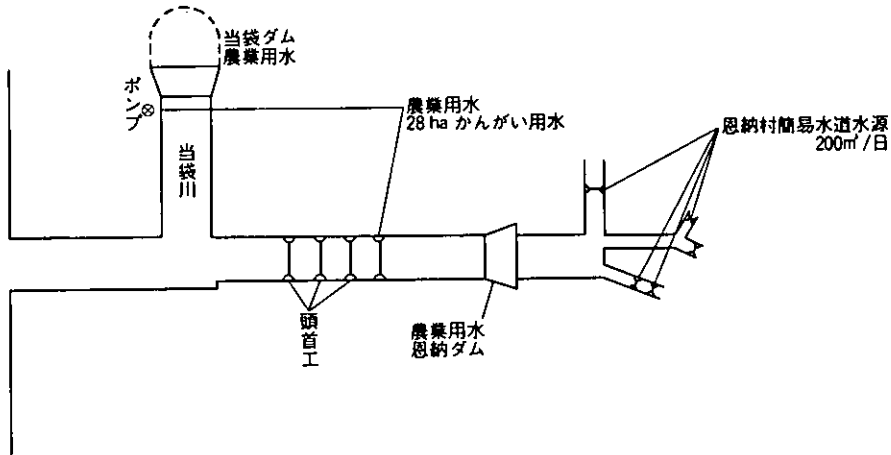 当袋ダム
農業用水
ポンプ
当袋川
農業用水
28 ha かんがい用水
恩納村簡易水道水源
200㎥/日
頭首工
農業用水
恩納ダム